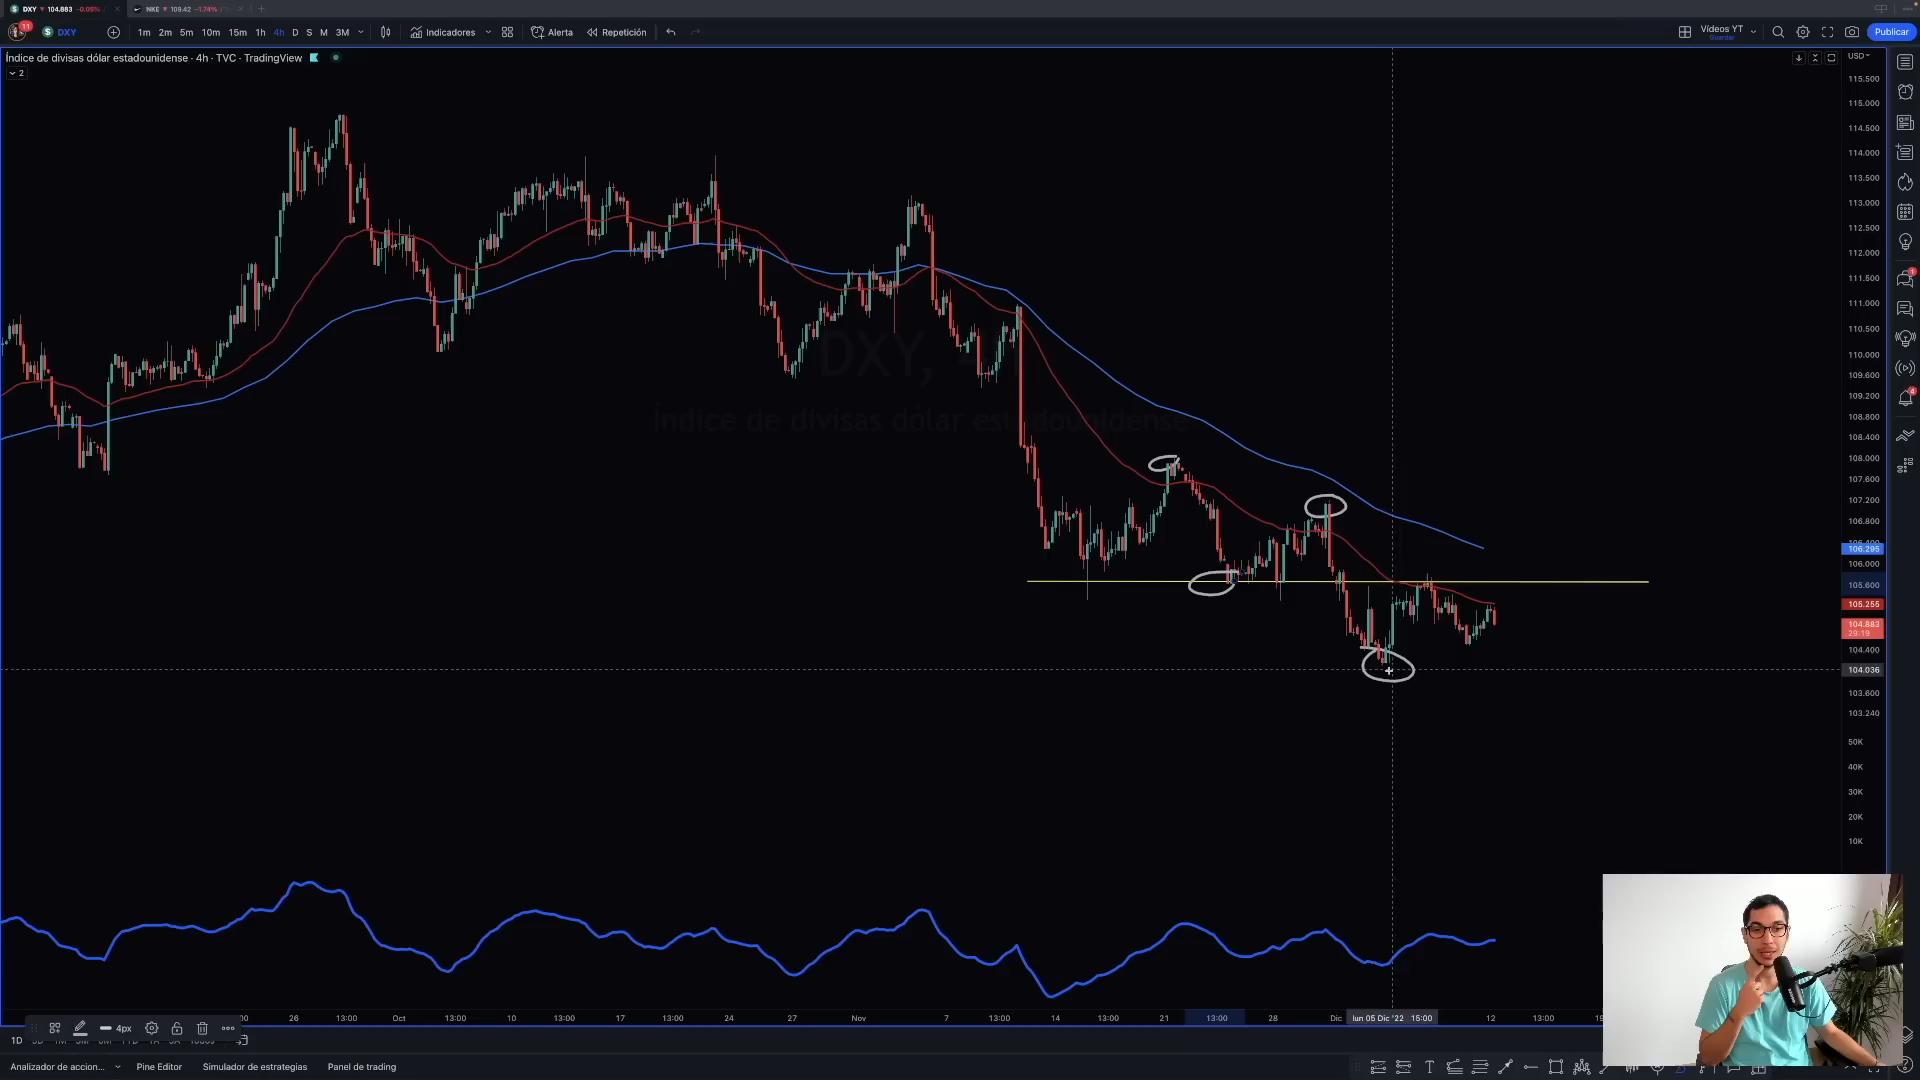 DXY ▼ 104.883 −0.09%
NKE ▼ 109.42 −1.74%
11
DXY
1m 2m 5m 10m 15m 1h 4h D S M 3M
Indicadores
Alerta
Repetición
Vídeos YT
Guardar
Publicar
Índice de divisas dólar estadounidense · 4h · TVC · TradingView
2
USD
115.500
115.000
114.500
114.000
113.500
113.000
112.500
112.000
111.500
111.000
110.500
110.000
109.600
109.200
108.800
108.400
108.000
107.600
107.200
106.800
106.295
106.000
105.600
105.255
104.883
29:19
104.400
104.036
103.600
103.240
50K
40K
30K
20K
10K
DXY, 4
Índice de divisas dólar estadounidense
26 13:00 Oct 13:00 10 13:00 17 13:00 24 27 Nov 7 13:00 14 13:00 21 13:00 28 Dic lun 05 Dic '22 15:00 12 13:00
4px
1D
Analizador de accion...
Pine Editor
Simulador de estrategias
Panel de trading